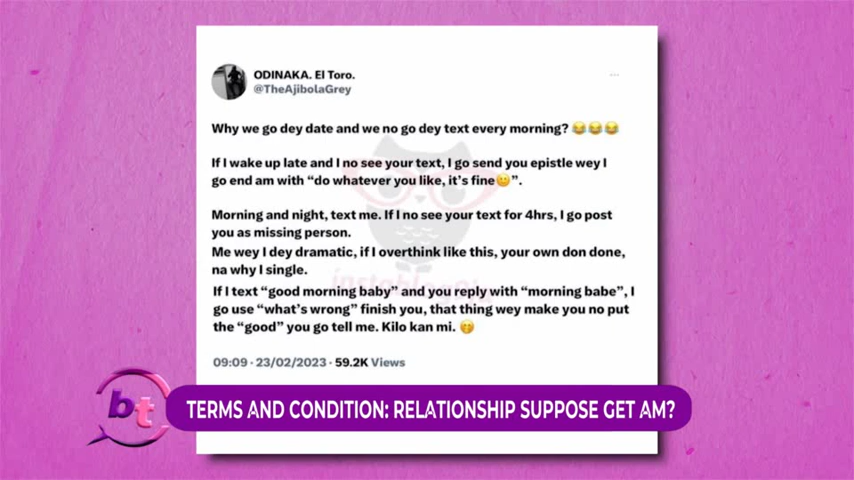 ODINAKA. El Toro.
@TheAjibolaGrey
Why we go dey date and we no go dey text every morning? 😂😂😂
If I wake up late and I no see your text, I go send you epistle wey I
go end am with “do whatever you like, it’s fine🙂”.
Morning and night, text me. If I no see your text for 4hrs, I go post
you as missing person.
Me wey I dey dramatic, if I overthink like this, your own don done,
na why I single.
If I text “good morning baby” and you reply with “morning babe”, I
go use “what’s wrong” finish you, that thing wey make you no put
the “good” you go tell me. Kilo kan mi. 🤭
09:09 · 23/02/2023 · 59.2K Views
bt
TERMS AND CONDITION: RELATIONSHIP SUPPOSE GET AM?